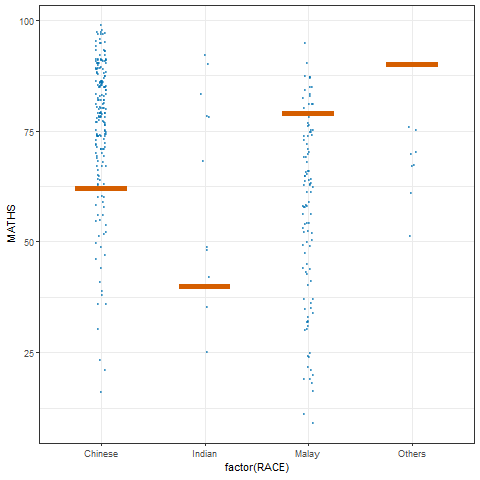 100
75
50
25
MATHS
Chinese
Indian
Malay
Others
factor(RACE)